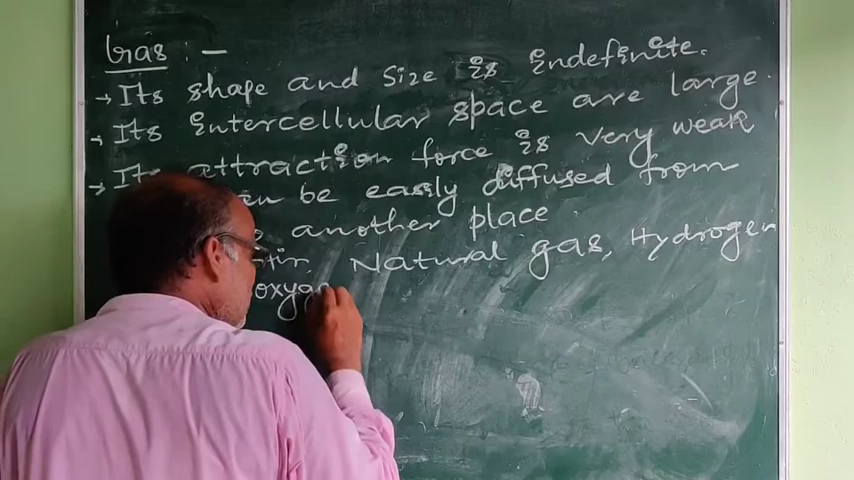 Gas : —
→ Its shape and size is indefinite.
→ Its interCellular space are large.
→ Its attraction force is very weak
be easily diffused from
another place
Natural gas, Hydrogen
oxyge